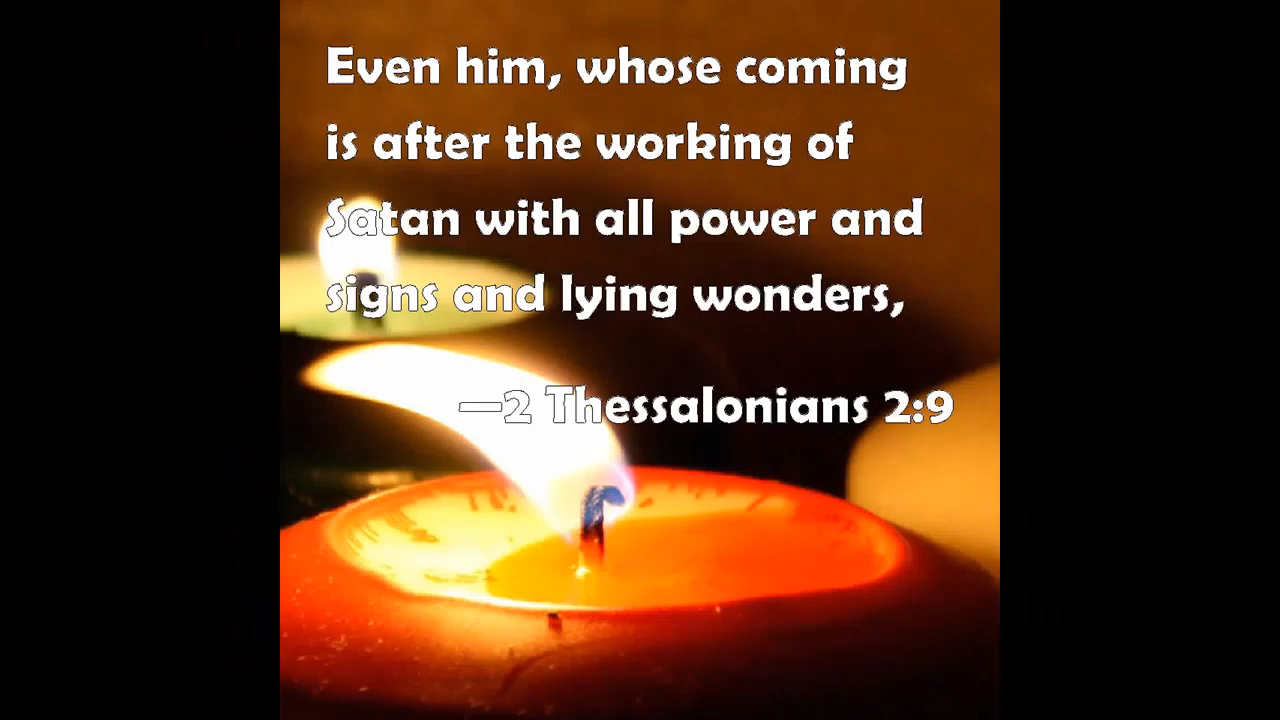 Even him, whose coming
is after the working of
Satan with all power and
signs and lying wonders,
—2 Thessalonians 2:9